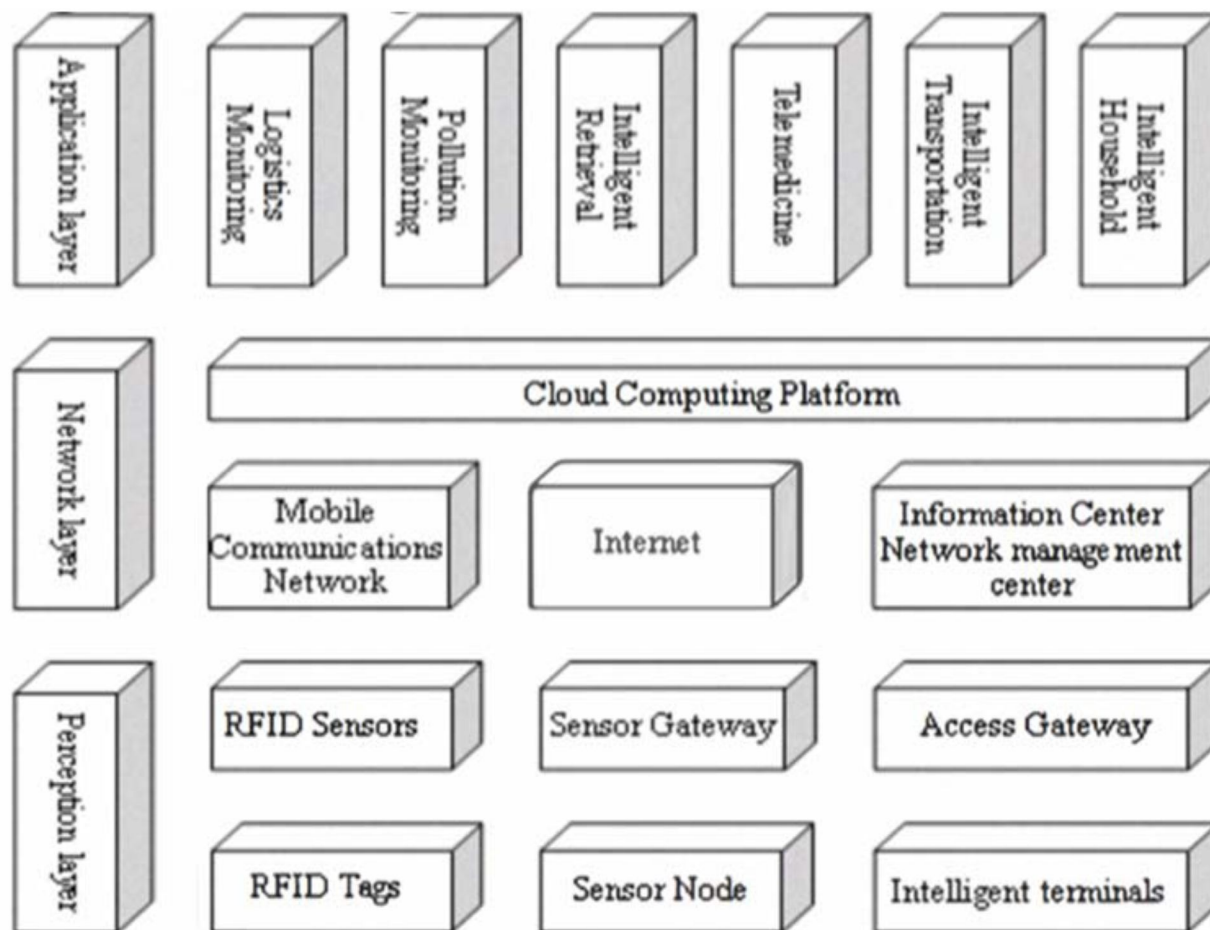 Application layer
Logistics
Monitoring
Pollution
Monitoring
Intelligent
Retrieval
Telemedicine
Intelligent
Transportation
Intelligent
Household
Network layer
Cloud Computing Platform
Mobile
Communications
Network
Internet
Information Center
Network management
center
Perception layer
RFID Sensors
Sensor Gateway
Access Gateway
RFID Tags
Sensor Node
Intelligent terminals